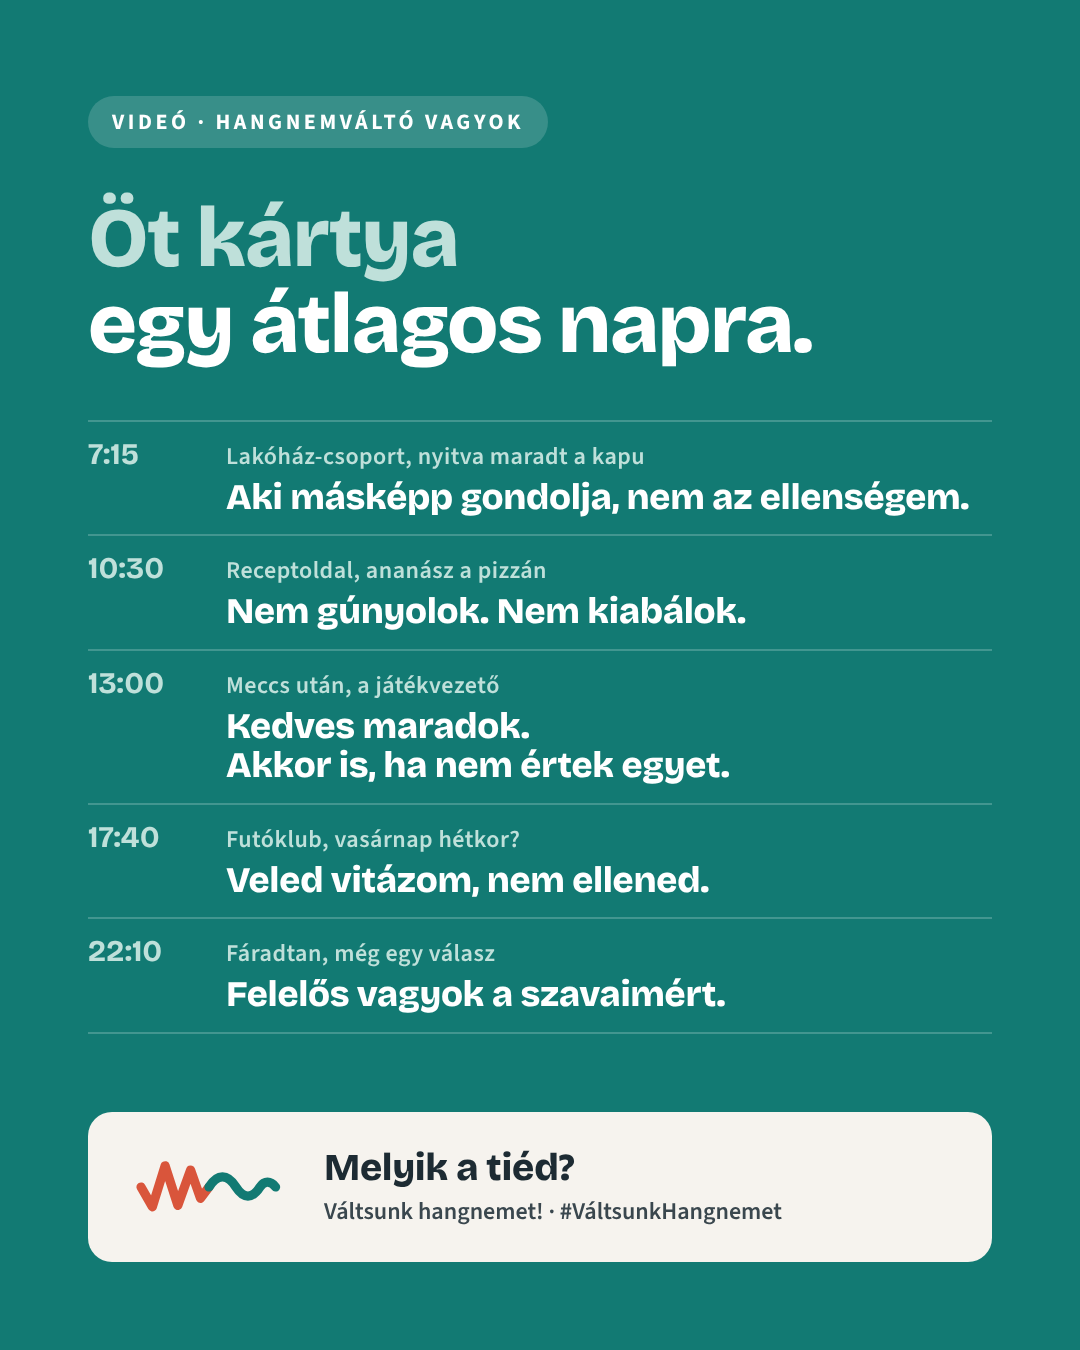 VIDEÓ · HANGNEMVÁLTÓ VAGYOK
Öt kártya
egy átlagos napra.
7:15
Lakóház-csoport, nyitva maradt a kapu
Aki másképp gondolja, nem az ellenségem.
10:30
Receptoldal, ananász a pizzán
Nem gúnyolok. Nem kiabálok.
13:00
Meccs után, a játékvezető
Kedves maradok.
Akkor is, ha nem értek egyet.
17:40
Futóklub, vasárnap hétkor?
Veled vitázom, nem ellened.
22:10
Fáradtan, még egy válasz
Felelős vagyok a szavaimért.
Melyik a tiéd?
Váltsunk hangnemet! · #VáltsunkHangnemet